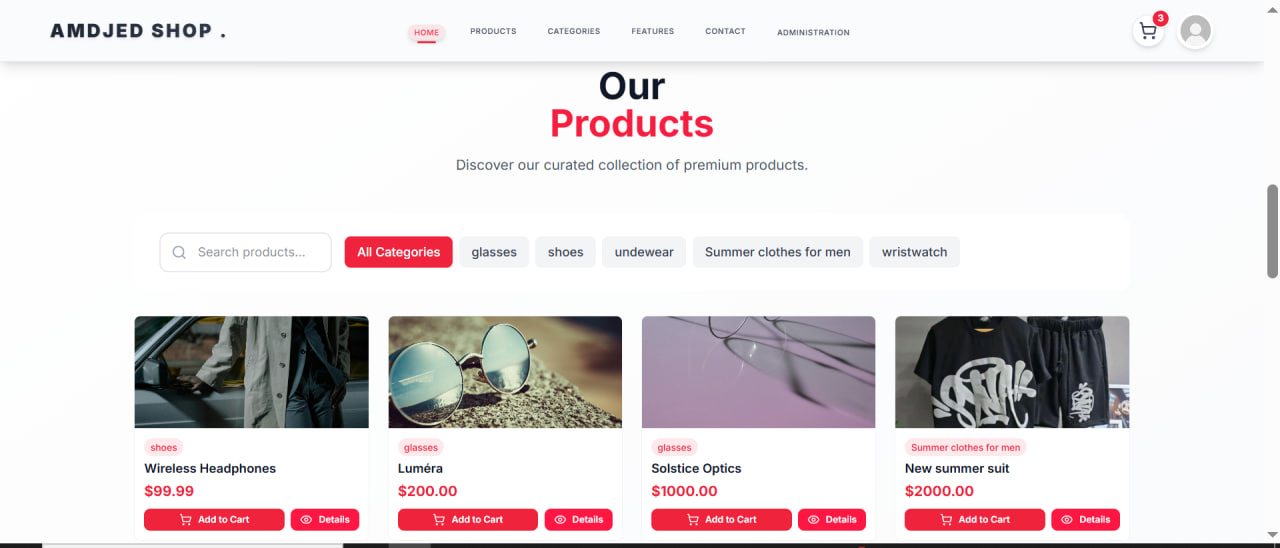 AMDJED SHOP .
HOME
PRODUCTS
CATEGORIES
FEATURES
CONTACT
ADMINISTRATION
3
Our
Products
Discover our curated collection of premium products.
Search products...
All Categories
glasses
shoes
undewear
Summer clothes for men
wristwatch
shoes
Wireless Headphones
$99.99
Add to Cart
Details
glasses
Luméra
$200.00
Add to Cart
Details
glasses
Solstice Optics
$1000.00
Add to Cart
Details
Summer clothes for men
New summer suit
$2000.00
Add to Cart
Details